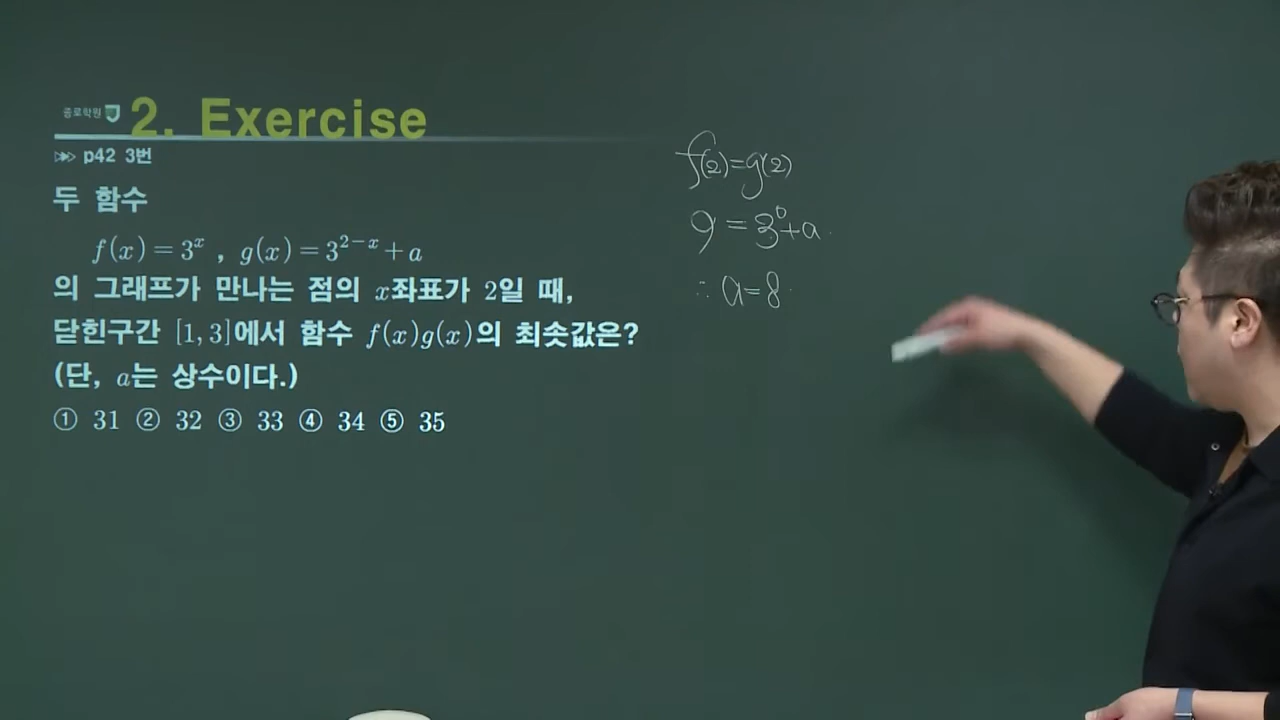 종로학원
2. Exercise
p42 3번
두 함수
f(x)=3^x , g(x)=3^{2-x}+a
의 그래프가 만나는 점의 x좌표가 2일 때,
닫힌구간 [1, 3]에서 함수 f(x)g(x)의 최솟값은?
(단, a는 상수이다.)
① 31 ② 32 ③ 33 ④ 34 ⑤ 35
f(2)=g(2)
9=3^0+a.
∴ a=8.